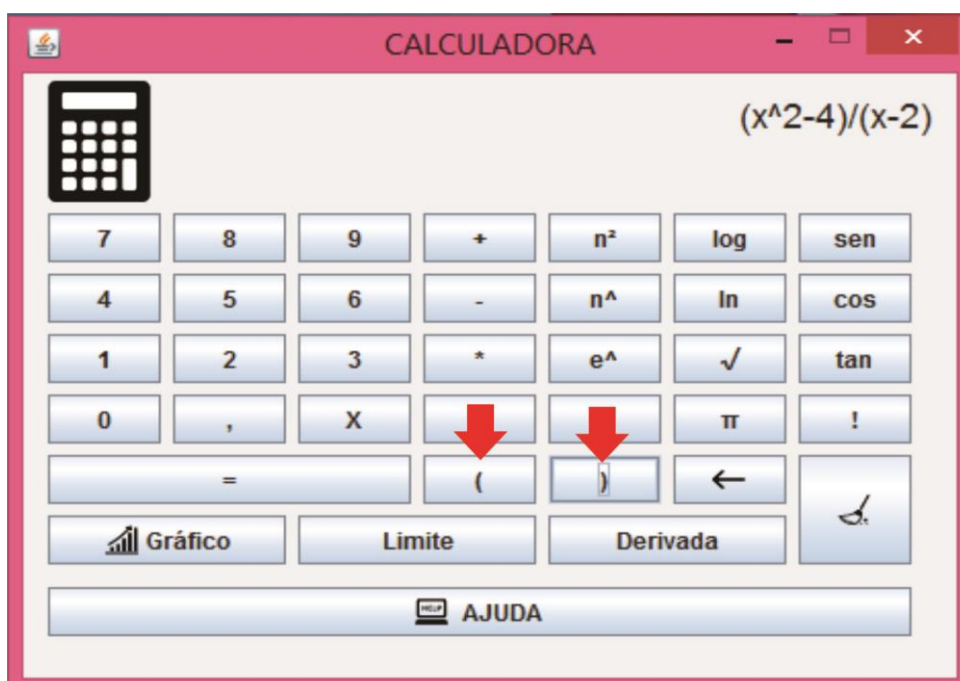 CALCULADORA
(x^2-4)/(x-2)
7 8 9 + n² log sen
4 5 6 - n^ ln cos
1 2 3 * e^ √ tan
0 , X π !
= ( ) ←
Gráfico Limite Derivada
HELP AJUDA